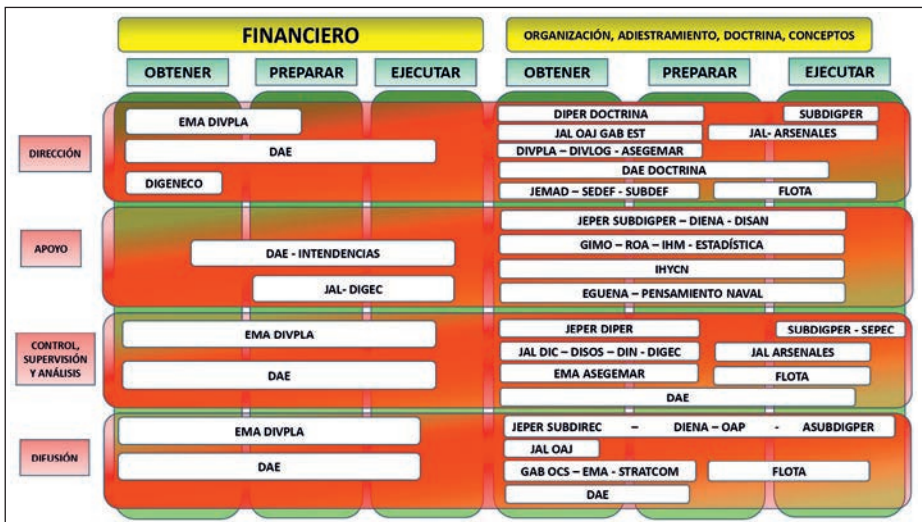 FINANCIERO
ORGANIZACIÓN, ADIESTRAMIENTO, DOCTRINA, CONCEPTOS
OBTENER PREPARAR EJECUTAR OBTENER PREPARAR EJECUTAR
DIRECCIÓN
EMA DIVPLA
DAE
DIGENECO
DIPER DOCTRINA
SUBDIGPER
JAL OAJ GAB EST
JAL- ARSENALES
DIVPLA – DIVLOG - ASEGEMAR
DAE DOCTRINA
JEMAD – SEDEF - SUBDEF
FLOTA
APOYO
DAE - INTENDENCIAS
JAL- DIGEC
JEPER SUBDIGPER – DIENA - DISAN
GIMO – ROA – IHM - ESTADÍSTICA
IHYCN
EGUENA – PENSAMIENTO NAVAL
CONTROL,
SUPERVISIÓN
Y ANÁLISIS
EMA DIVPLA
DAE
JEPER DIPER
SUBDIGPER - SEPEC
JAL DIC – DISOS – DIN - DIGEC
JAL ARSENALES
EMA ASEGEMAR
FLOTA
DAE
DIFUSIÓN
EMA DIVPLA
DAE
JEPER SUBDIREC – DIENA – OAP - ASUBDIGPER
JAL OAJ
GAB OCS – EMA - STRATCOM
FLOTA
DAE